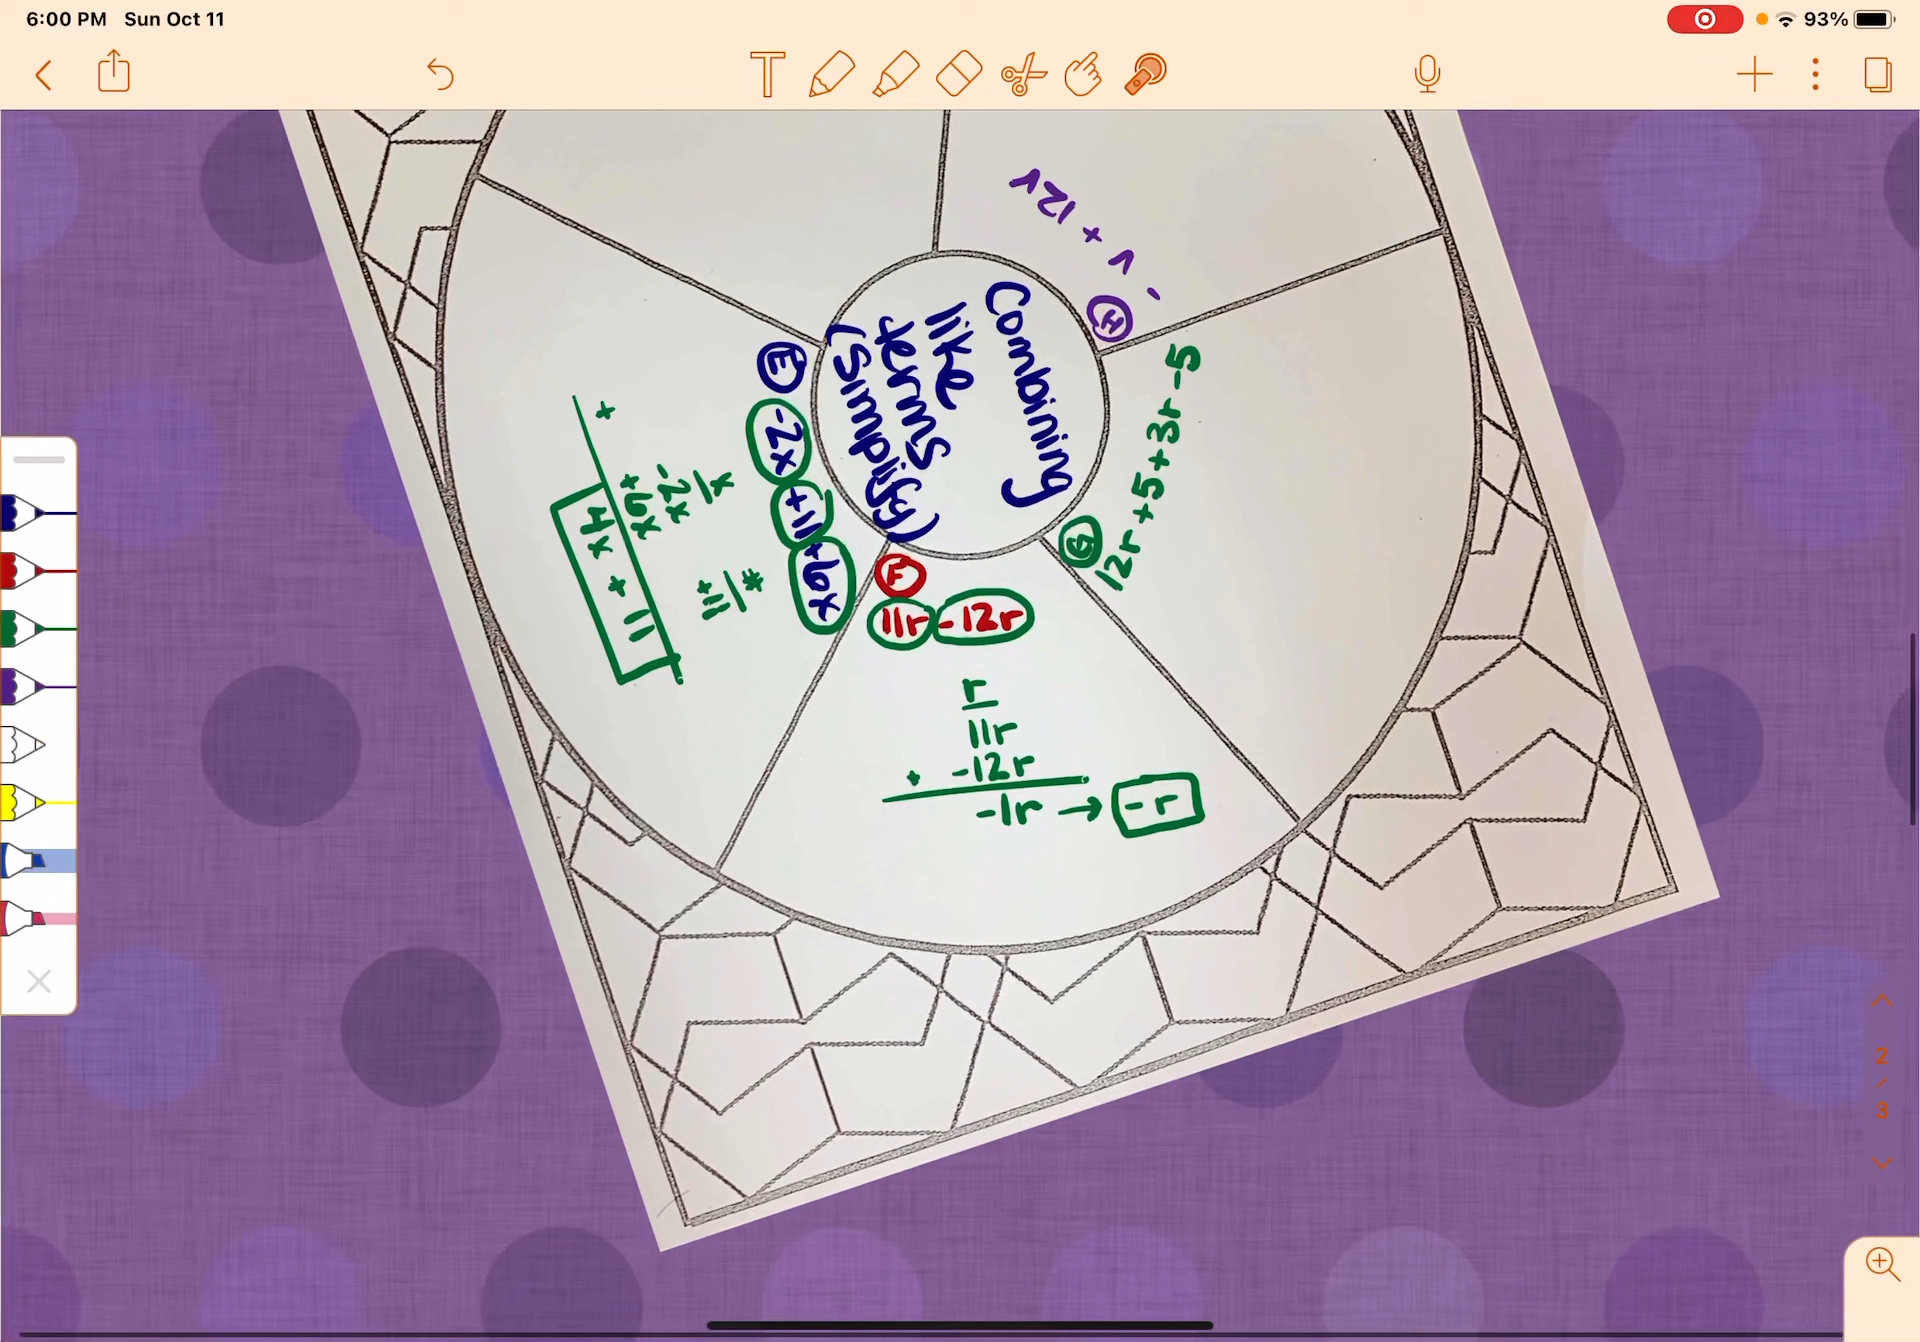 6:00 PM Sun Oct 11
93%
T
Combining
like
terms
(simplify)
E
-2x +11 +6x
x
-2x
+6x
#
+11
+
4x + 11
F
11r - 12r
r
11r
+ -12r
-1r → -r
G
12r + 5 + 3r - 5
H
- v + 12v
2
/
3